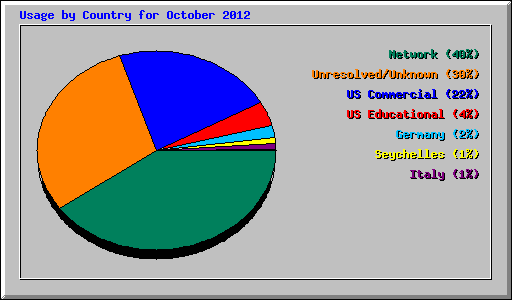 Usage by Country for October 2012
Network (40%)
Unresolved/Unknown (30%)
US Commercial (22%)
US Educational (4%)
Germany (2%)
Seychelles (1%)
Italy (1%)